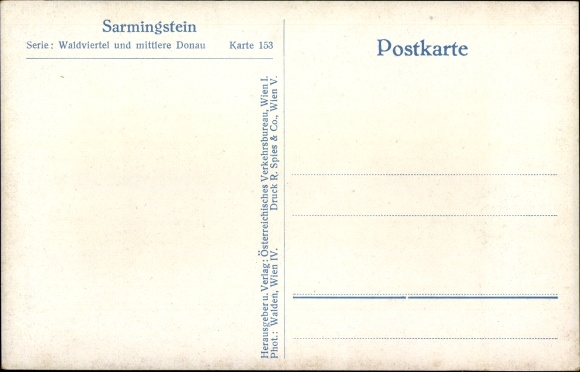 Sarmingstein
Serie: Waldviertel und mittlere Donau Karte 153
Postkarte
Herausgeber u. Verlag: Österreichisches Verkehrsbureau, Wien I.
Phot.: Walden, Wien IV. Druck R. Spies & Co., Wien V.